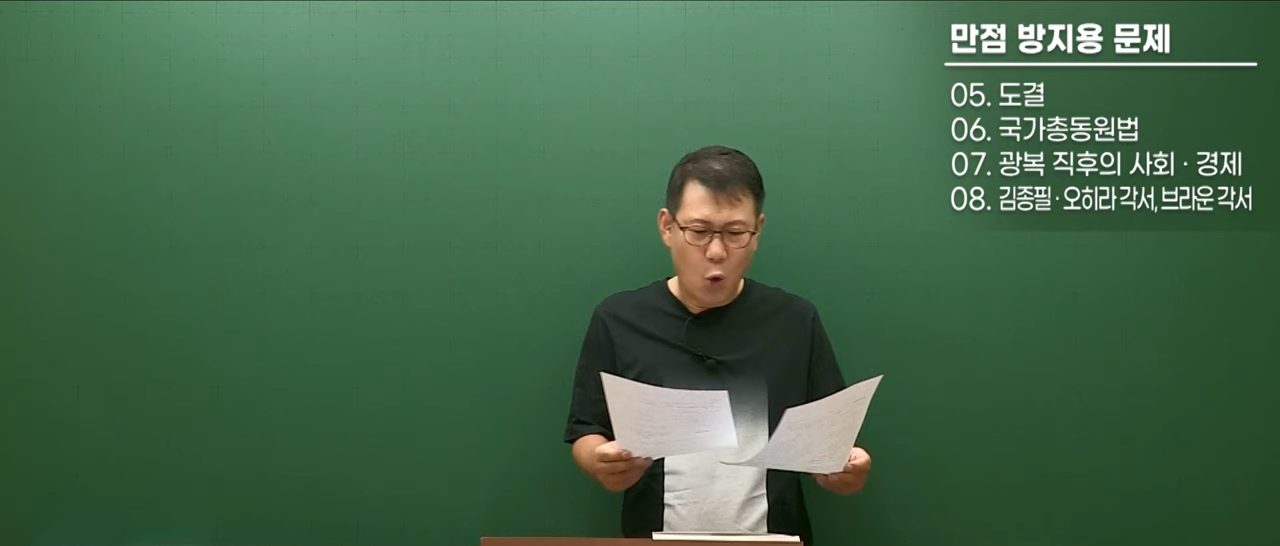 만점 방지용 문제
05. 도결
06. 국가총동원법
07. 광복 직후의 사회 · 경제
08. 김종필 · 오히라 각서, 브라운 각서